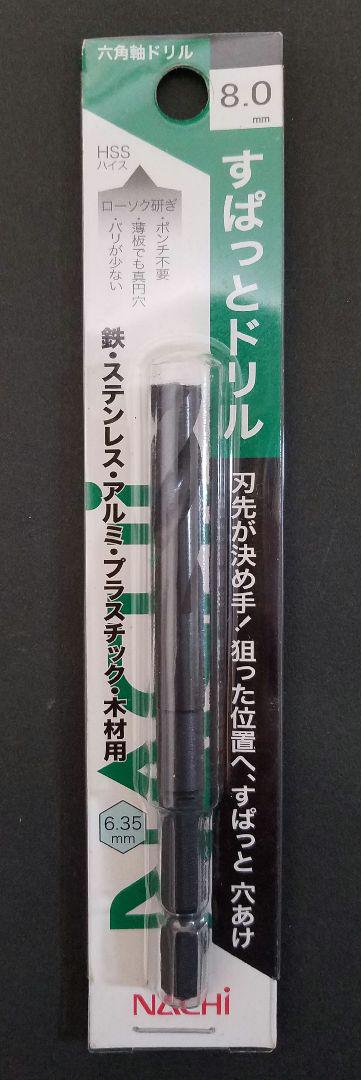 六角軸ドリル
8.0
mm
HSS
ハイス
ローソク研ぎ
・ポンチ不要
・薄板でも真円穴
・バリが少ない
すぱっとドリル
刃先が決め手!狙った位置へ、すぱっと穴あけ
鉄・ステンレス・アルミ・プラスチック・木材用
6.35
mm
NACHi